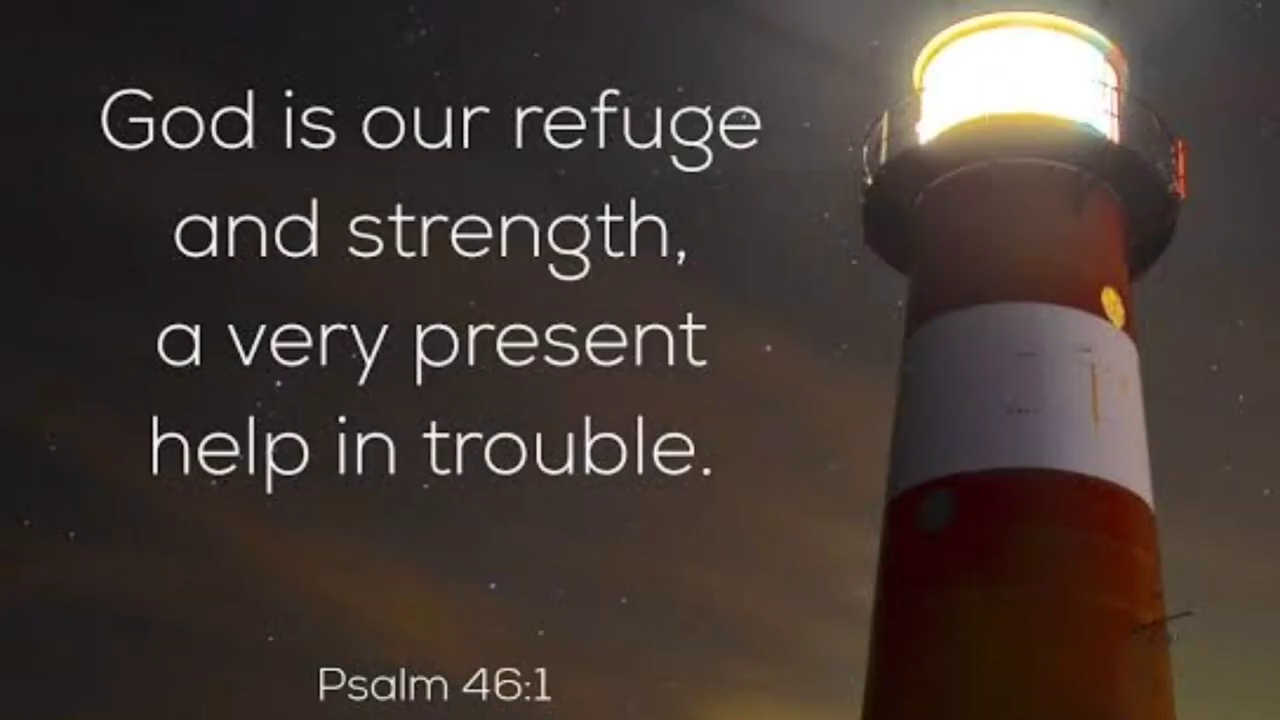 God is our refuge
and strength,
a very present
help in trouble.
Psalm 46:1